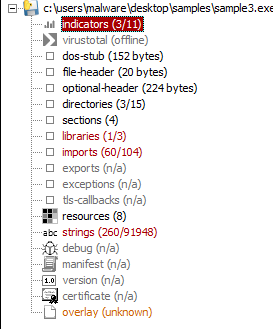 c:\users\malware\desktop\samples\sample3.exe
indicators (3/11)
virustotal (offline)
dos-stub (152 bytes)
file-header (20 bytes)
optional-header (224 bytes)
directories (3/15)
sections (4)
libraries (1/3)
imports (60/104)
exports (n/a)
exceptions (n/a)
tls-callbacks (n/a)
resources (8)
abc strings (260/91948)
debug (n/a)
manifest (n/a)
1.0 version (n/a)
certificate (n/a)
overlay (unknown)